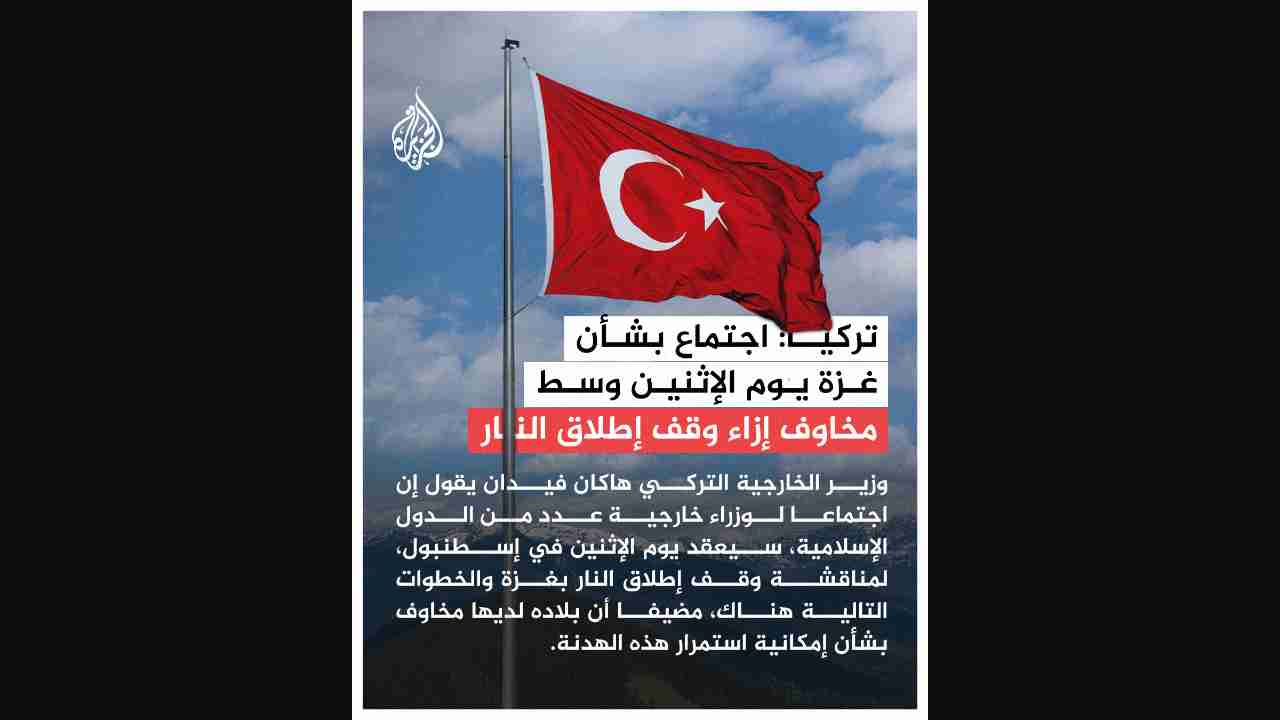 الجزيرة
تركيا: اجتماع بشأن
غزة يوم الإثنين وسط
مخاوف إزاء وقف إطلاق النار
وزير الخارجية التركي هاكان فيدان يقول إن
اجتماعا لوزراء خارجية عدد من الدول
الإسلامية، سيعقد يوم الإثنين في إسطنبول،
لمناقشة وقف إطلاق النار بغزة والخطوات
التالية هناك، مضيفا أن بلاده لديها مخاوف
بشأن إمكانية استمرار هذه الهدنة.